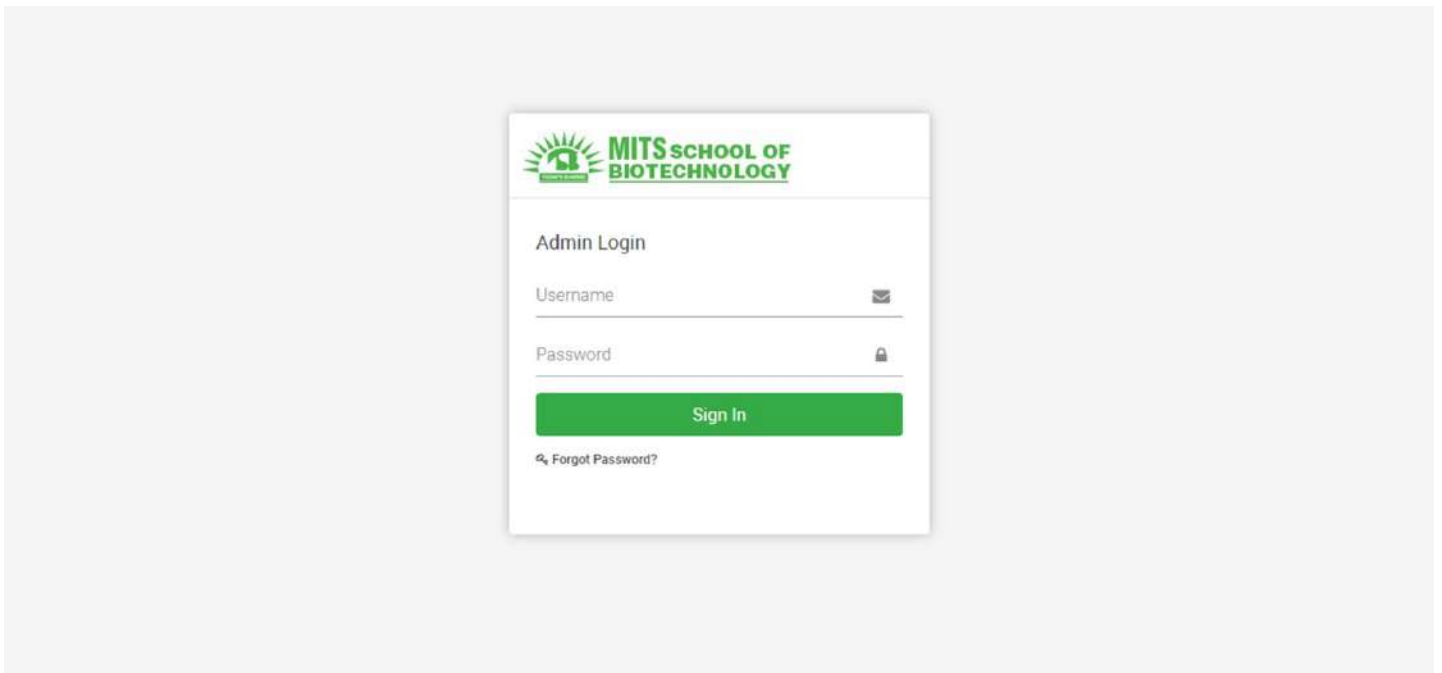 MITS SCHOOL OF
BIOTECHNOLOGY
Admin Login
Username
Password
Sign In
Forgot Password?